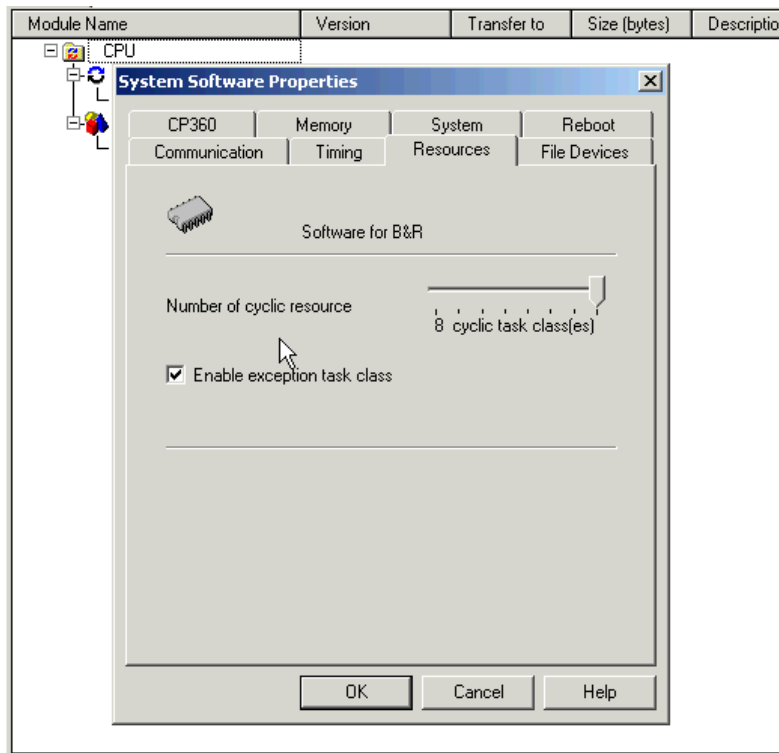 Module Name Version Transfer to Size (bytes) Descriptio
CPU
System Software Properties
CP360 Memory System Reboot
Communication Timing Resources File Devices
Software for B&R
Number of cyclic resource
8 cyclic task class(es)
Enable exception task class
OK Cancel Help